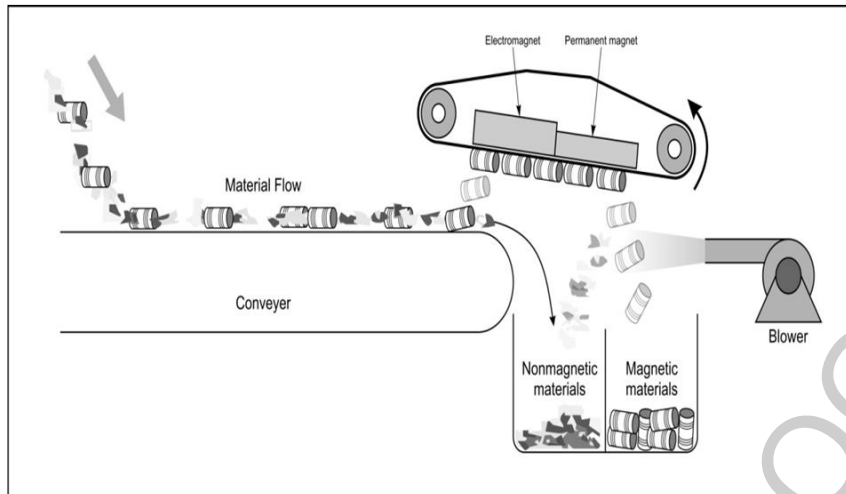 Electromagnet
Permanent magnet
Material Flow
Conveyer
Blower
Nonmagnetic
materials
Magnetic
materials